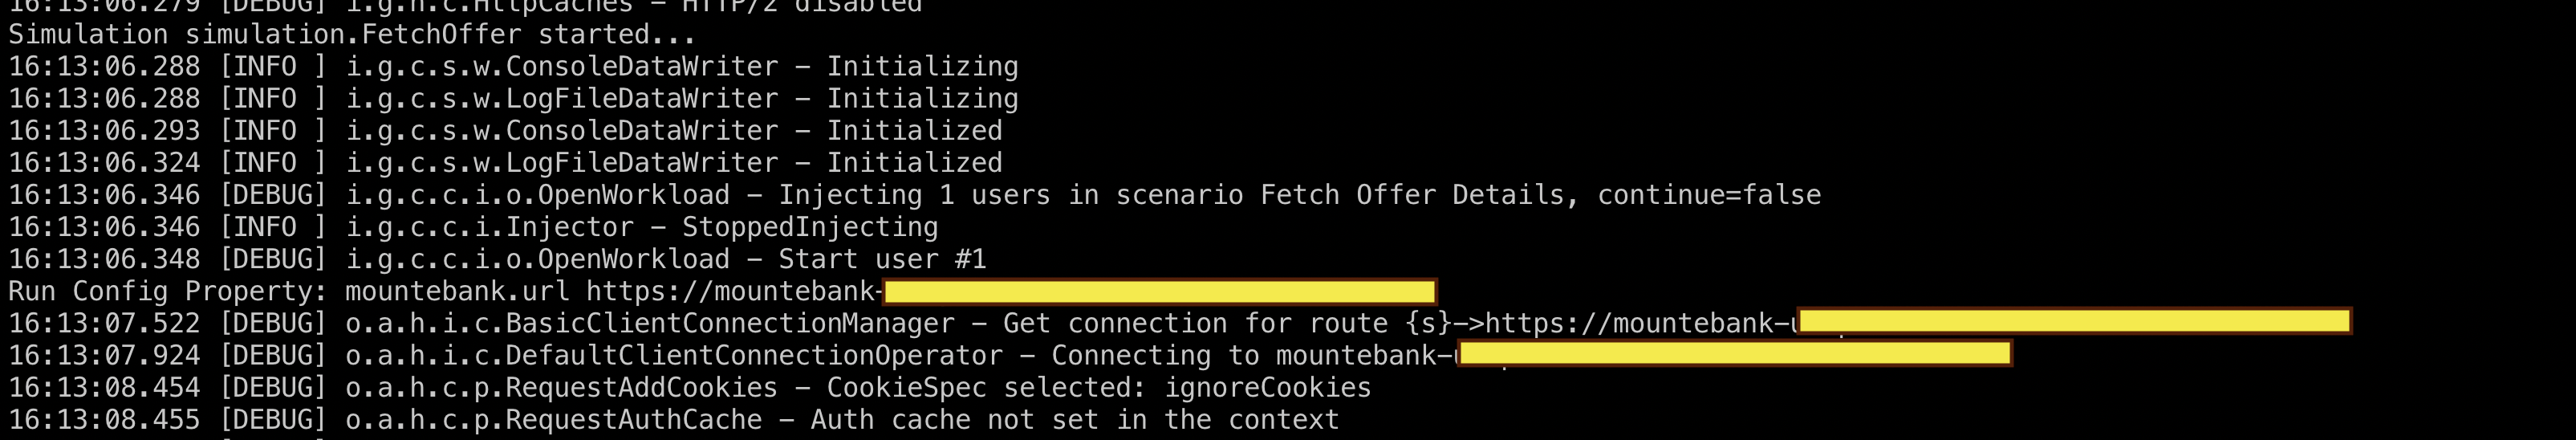 16:13:06.279 [DEBUG] i.g.h.c.HttpCaches – HTTP/2 disabled
Simulation simulation.FetchOffer started...
16:13:06.288 [INFO ] i.g.c.s.w.ConsoleDataWriter – Initializing
16:13:06.288 [INFO ] i.g.c.s.w.LogFileDataWriter – Initializing
16:13:06.293 [INFO ] i.g.c.s.w.ConsoleDataWriter – Initialized
16:13:06.324 [INFO ] i.g.c.s.w.LogFileDataWriter – Initialized
16:13:06.346 [DEBUG] i.g.c.c.i.o.OpenWorkload – Injecting 1 users in scenario Fetch Offer Details, continue=false
16:13:06.346 [INFO ] i.g.c.c.i.Injector – StoppedInjecting
16:13:06.348 [DEBUG] i.g.c.c.i.o.OpenWorkload – Start user #1
Run Config Property: mountebank.url https://mountebank-
16:13:07.522 [DEBUG] o.a.h.i.c.BasicClientConnectionManager – Get connection for route {s}->https://mountebank-
16:13:07.924 [DEBUG] o.a.h.i.c.DefaultClientConnectionOperator – Connecting to mountebank-
16:13:08.454 [DEBUG] o.a.h.c.p.RequestAddCookies – CookieSpec selected: ignoreCookies
16:13:08.455 [DEBUG] o.a.h.c.p.RequestAuthCache – Auth cache not set in the context